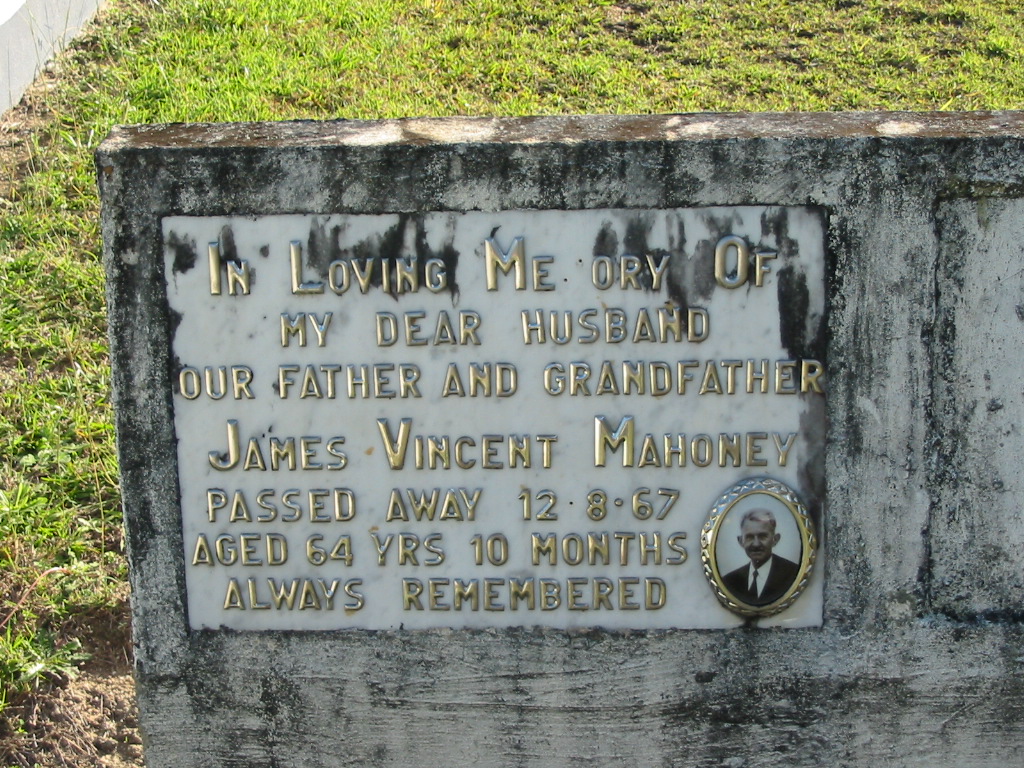 IN LOVING ME ORY OF
MY DEAR HUSBAND
OUR FATHER AND GRANDFATHER
JAMES VINCENT MAHONEY
PASSED AWAY 12·8·67
AGED 64 YRS 10 MONTHS
ALWAYS REMEMBERED